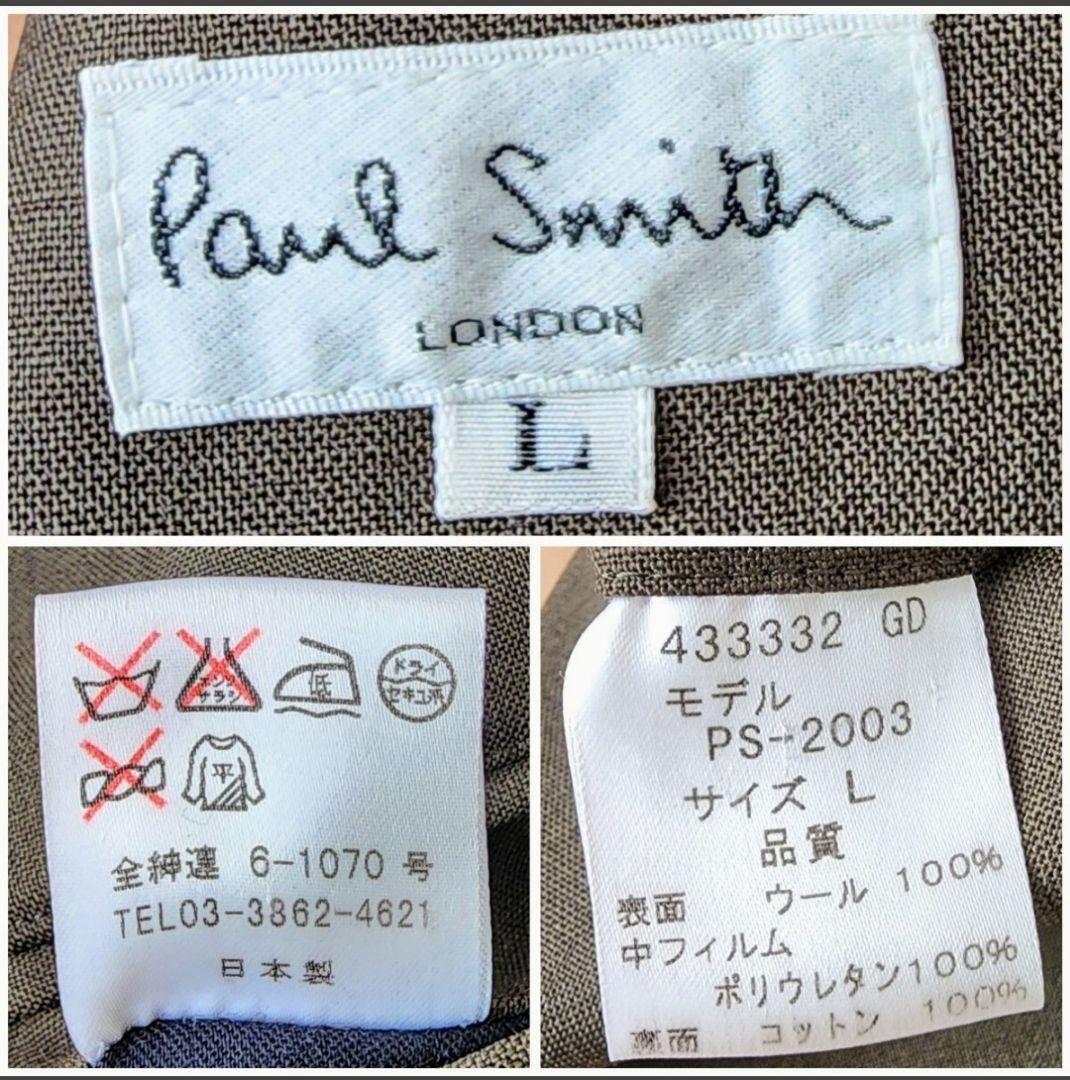 Paul Smith
LONDON
L
エンソ
サラシ
低
ドライ
セキユ系
平
全紳連 6-1070 号
TEL03-3862-4621
日本製
433332 GD
モデル
PS-2003
サイズ L
品質
表面 ウール 100%
中フィルム
ポリウレタン100%
裏面 コットン 100%